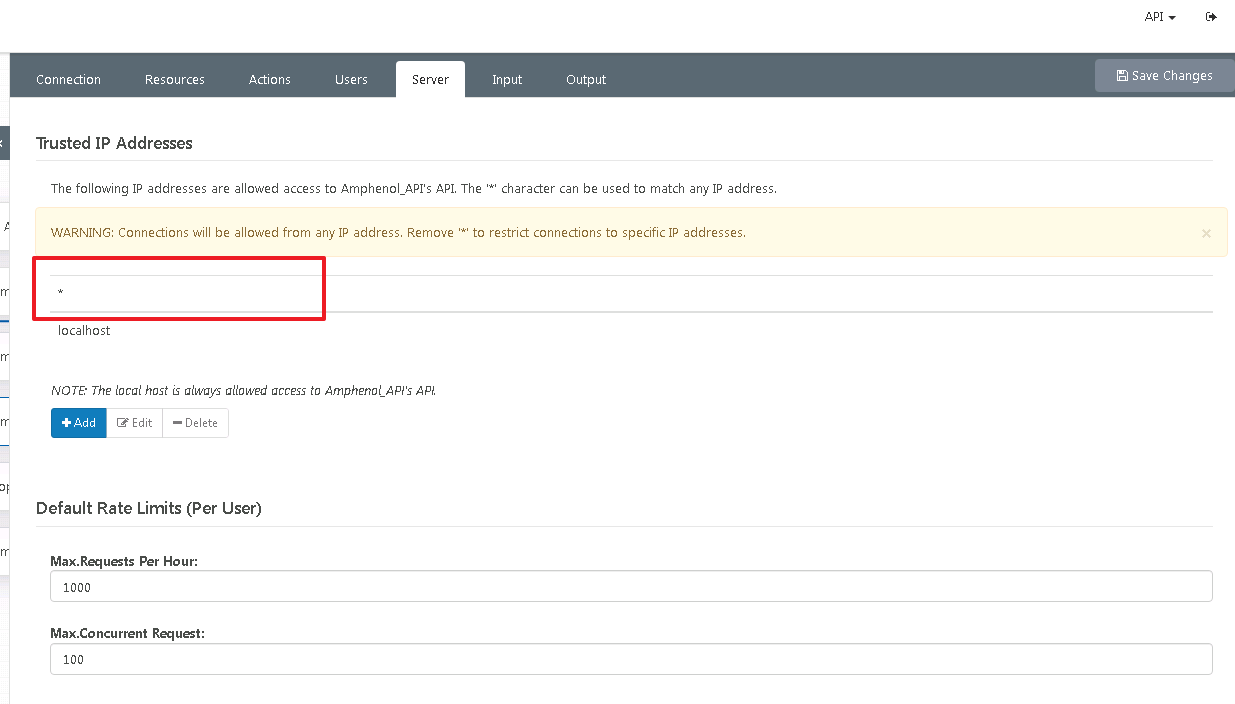 API
Connection Resources Actions Users Server Input Output Save Changes
Trusted IP Addresses
The following IP addresses are allowed access to Amphenol_API's API. The '*' character can be used to match any IP address.
WARNING: Connections will be allowed from any IP address. Remove '*' to restrict connections to specific IP addresses. ×
*
localhost
NOTE: The local host is always allowed access to Amphenol_API's API.
Add Edit Delete
Default Rate Limits (Per User)
Max.Requests Per Hour:
1000
Max.Concurrent Request:
100